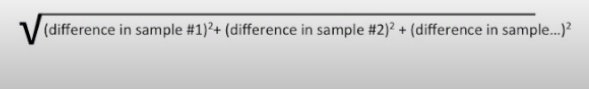 √(difference in sample #1)²+ (difference in sample #2)² + (difference in sample...)²